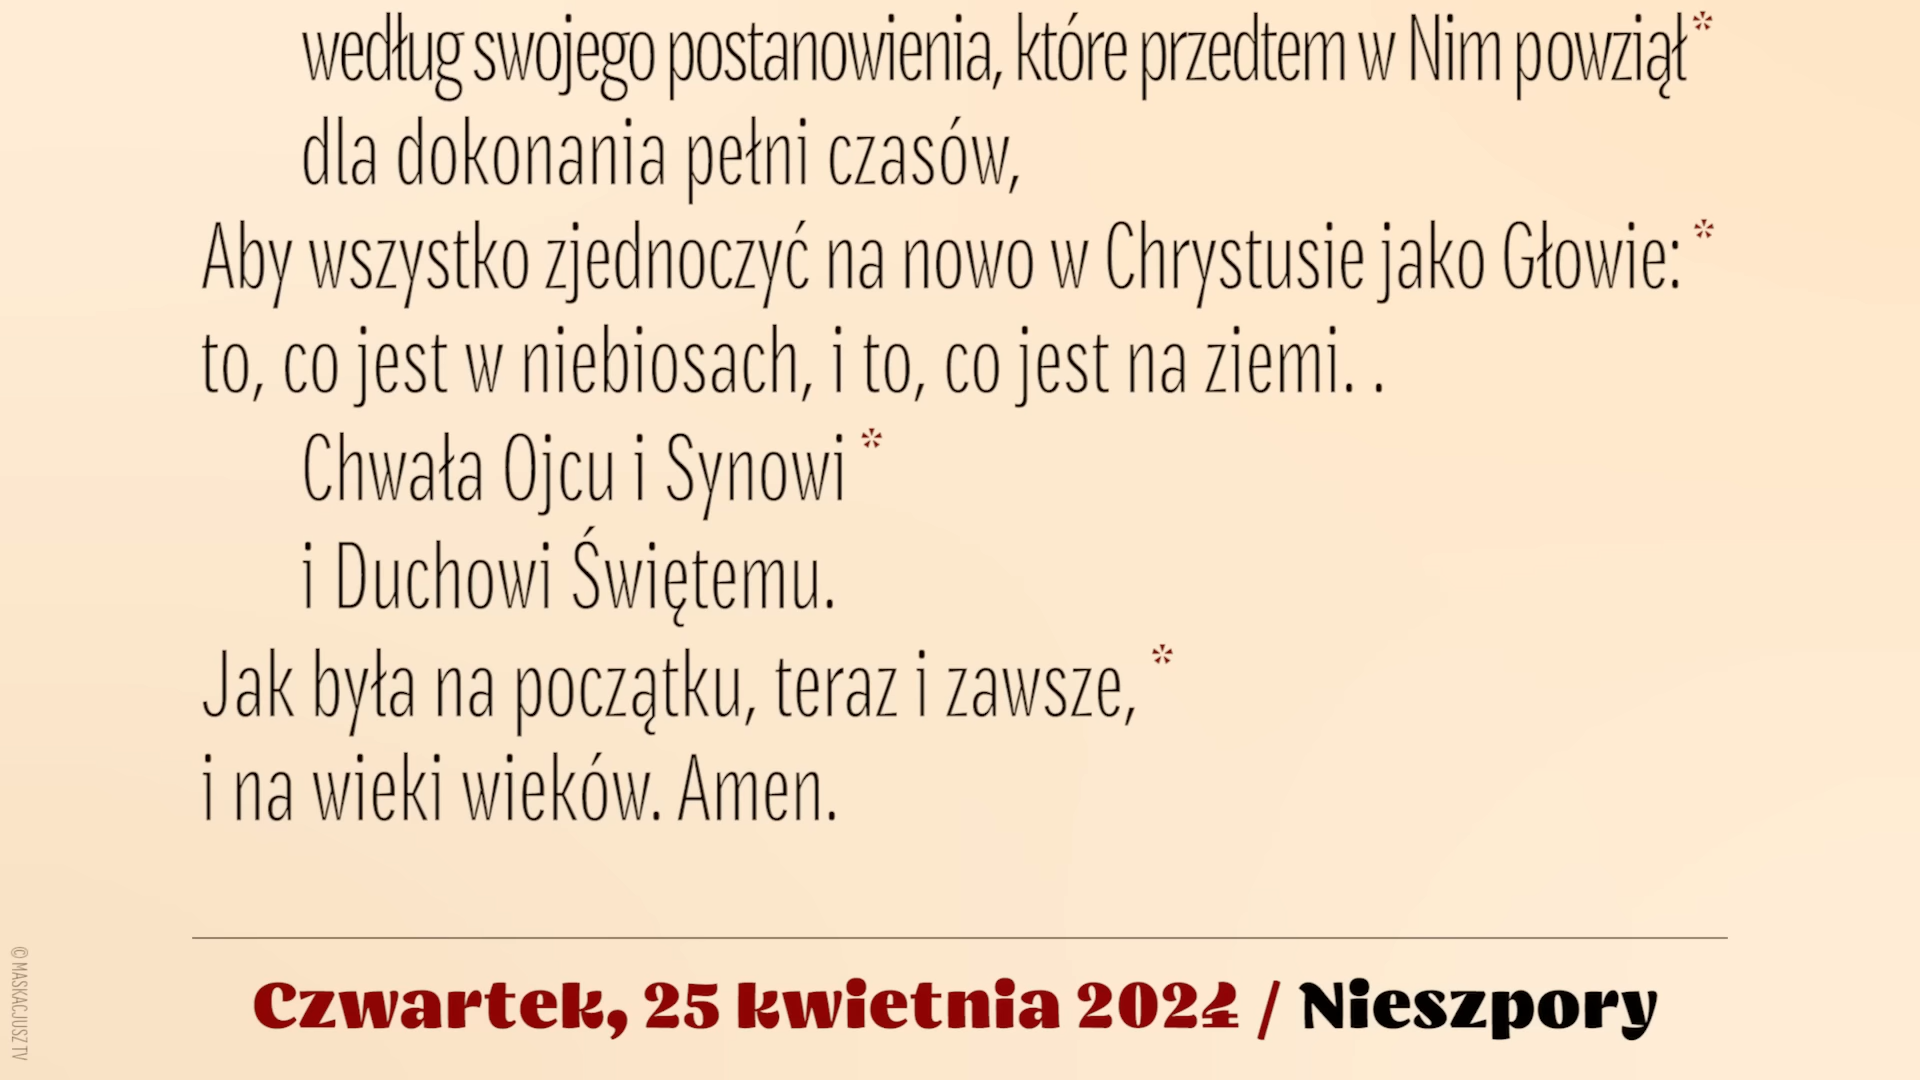 według swojego postanowienia, które przedtem w Nim powziął *
dla dokonania pełni czasów,
Aby wszystko zjednoczyć na nowo w Chrystusie jako Głowie: *
to, co jest w niebiosach, i to, co jest na ziemi. .
Chwała Ojcu i Synowi *
i Duchowi Świętemu.
Jak była na początku, teraz i zawsze, *
i na wieki wieków. Amen.
Czwartek, 25 kwietnia 2024 / Nieszpory
© MASKACJUSZ TV